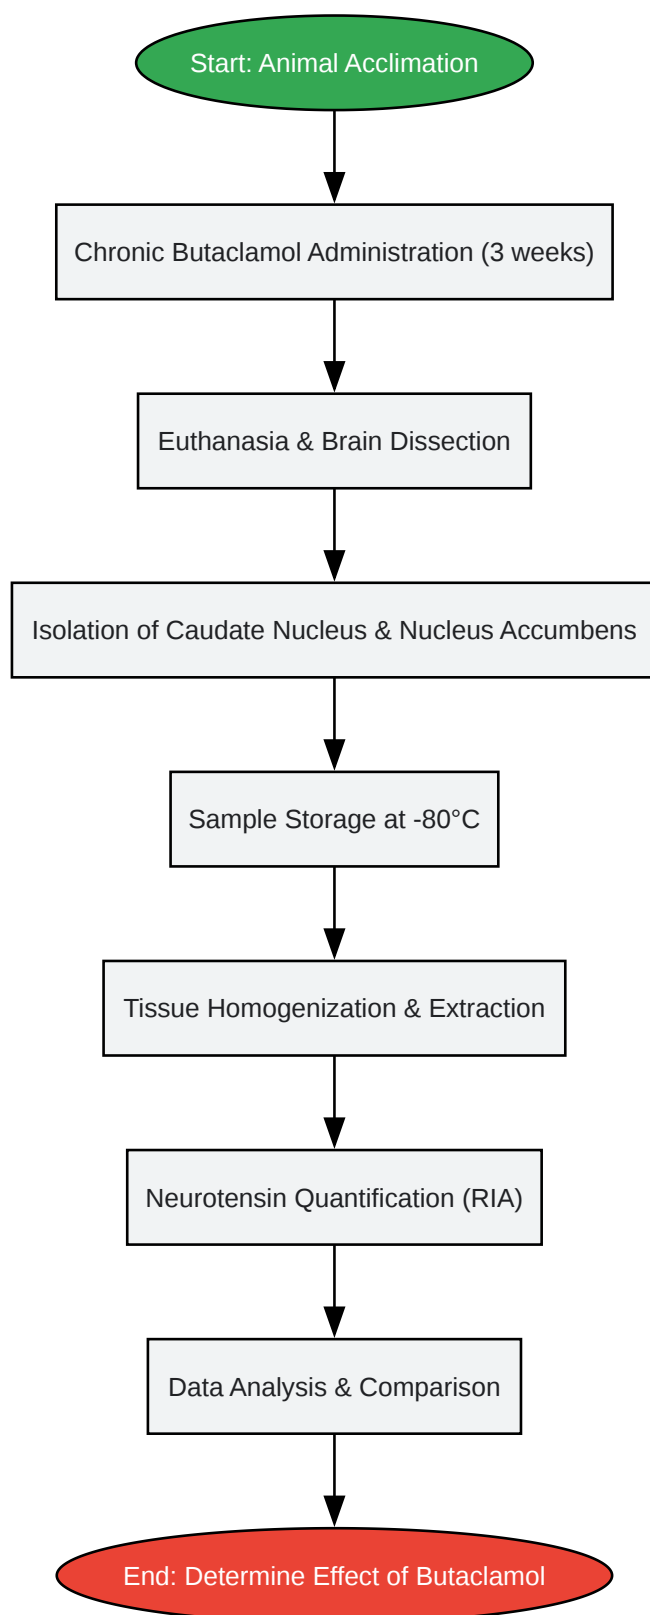 Start: Animal Acclimation
Chronic Butaclamol Administration (3 weeks)
Euthanasia & Brain Dissection
Isolation of Caudate Nucleus & Nucleus Accumbens
Sample Storage at -80°C
Tissue Homogenization & Extraction
Neurotensin Quantification (RIA)
Data Analysis & Comparison
End: Determine Effect of Butaclamol